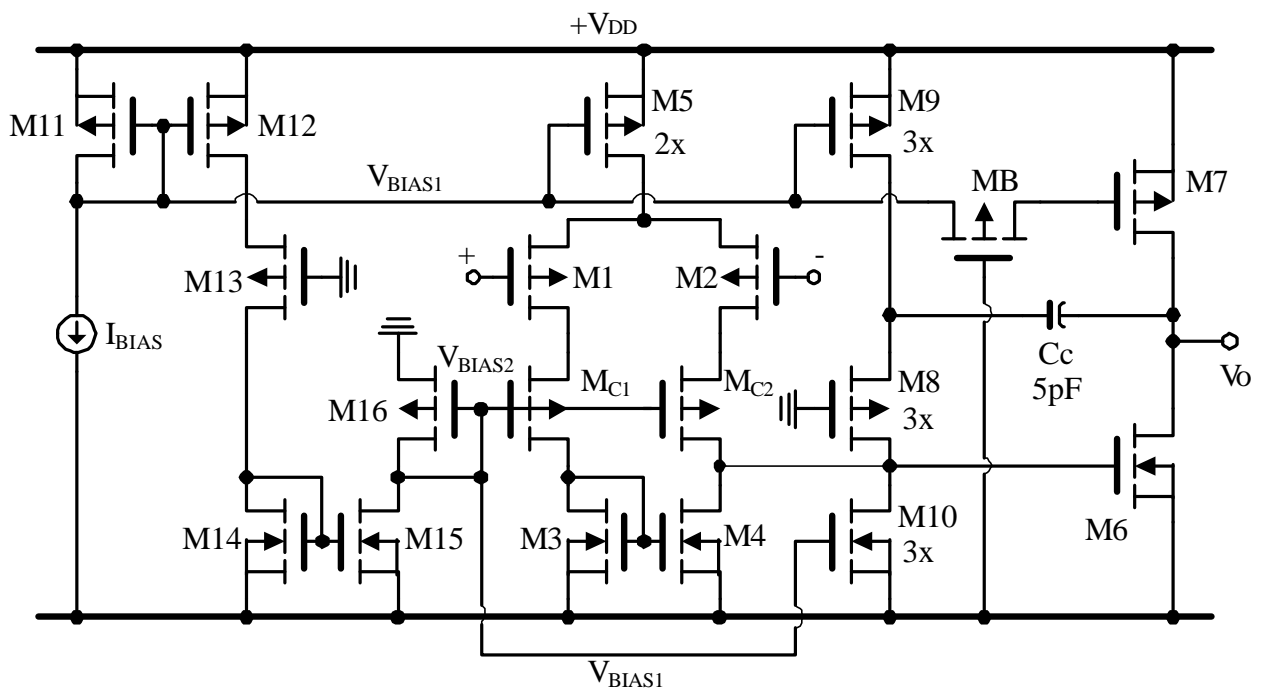 +VDD
M11
M12
M5
2x
M9
3x
VBIAS1
MB
M7
M13
+
M1
M2
-
IBIAS
VBIAS2
Cc
5pF
Vo
M16
MC1
MC2
M8
3x
M14
M15
M3
M4
M10
3x
M6
VBIAS1